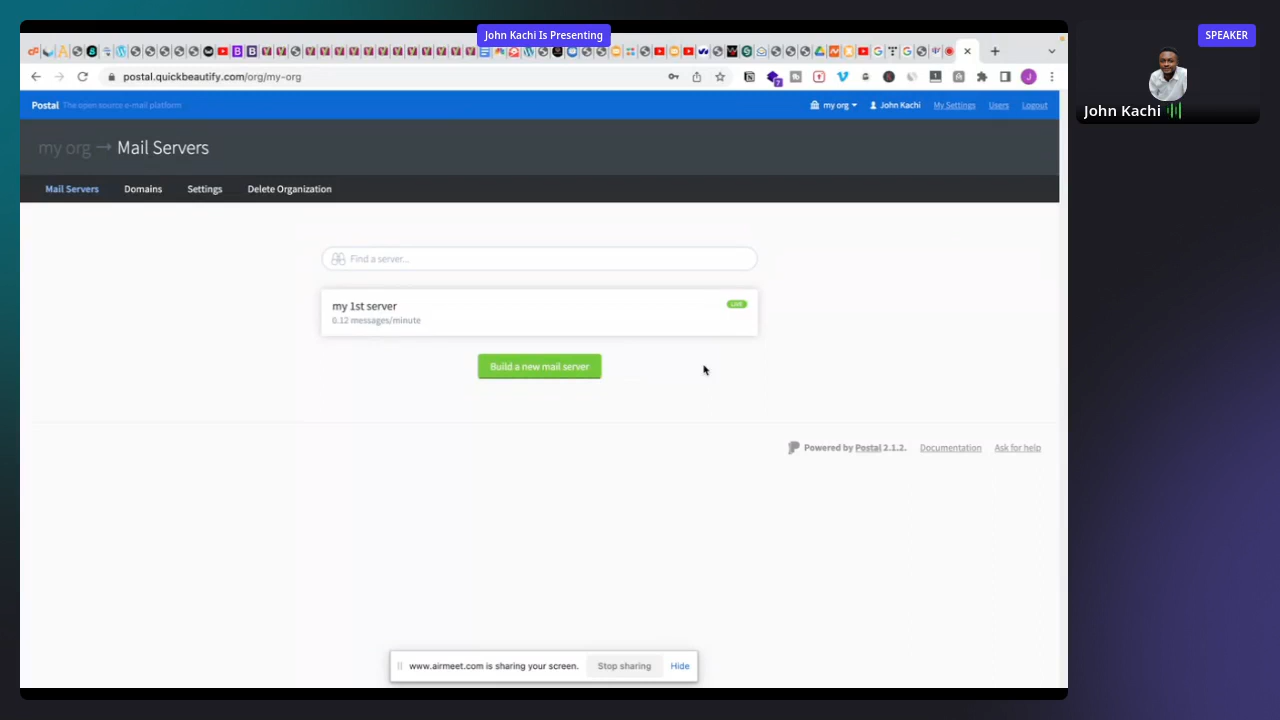 John Kachi Is Presenting
SPEAKER
John Kachi
postal.quickbeautify.com/org/my-org
Postal The open source e-mail platform
my org John Kachi My Settings Users Logout
my org → Mail Servers
Mail Servers Domains Settings Delete Organization
Find a server...
my 1st server
LIVE
0.12 messages/minute
Build a new mail server
Powered by Postal 2.1.2. Documentation Ask for help
www.airmeet.com is sharing your screen. Stop sharing Hide